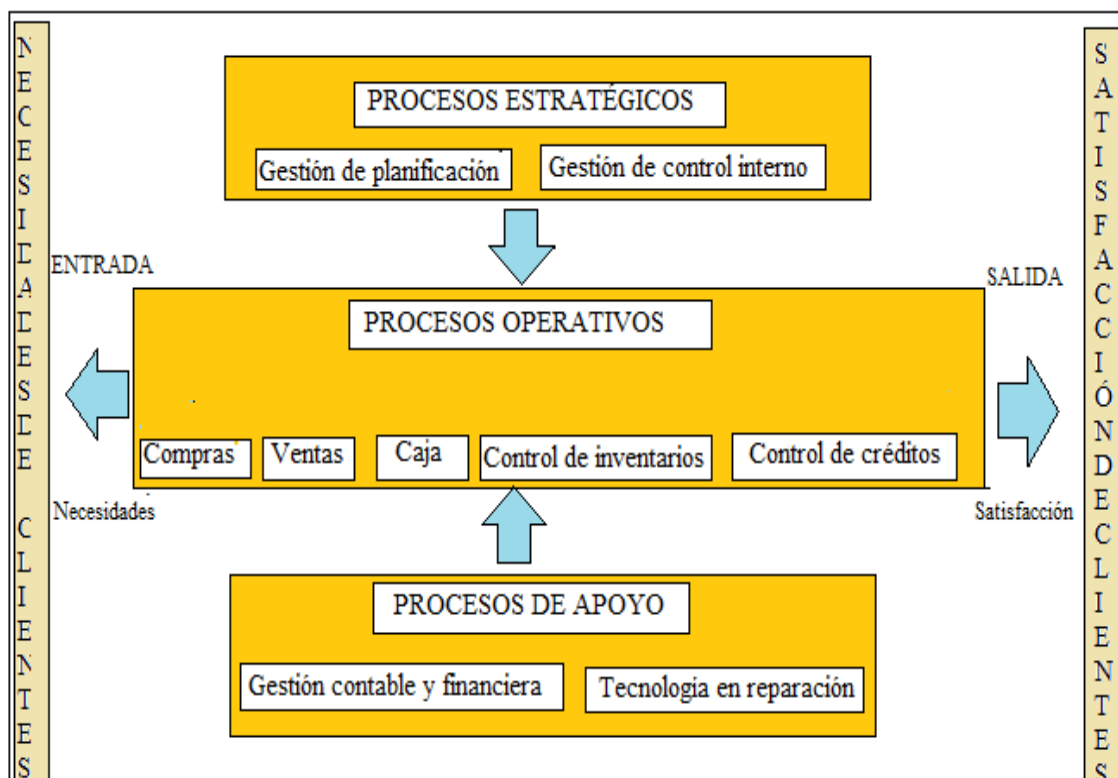 NECESIDADES DE CLIENTES
PROCESOS ESTRATÉGICOS
Gestión de planificación
Gestión de control interno
ENTRADA
SALIDA
PROCESOS OPERATIVOS
Compras
Ventas
Caja
Control de inventarios
Control de créditos
Necesidades
Satisfacción
PROCESOS DE APOYO
Gestión contable y financiera
Tecnología en reparación
SATISFACCIÓN DE CLIENTES